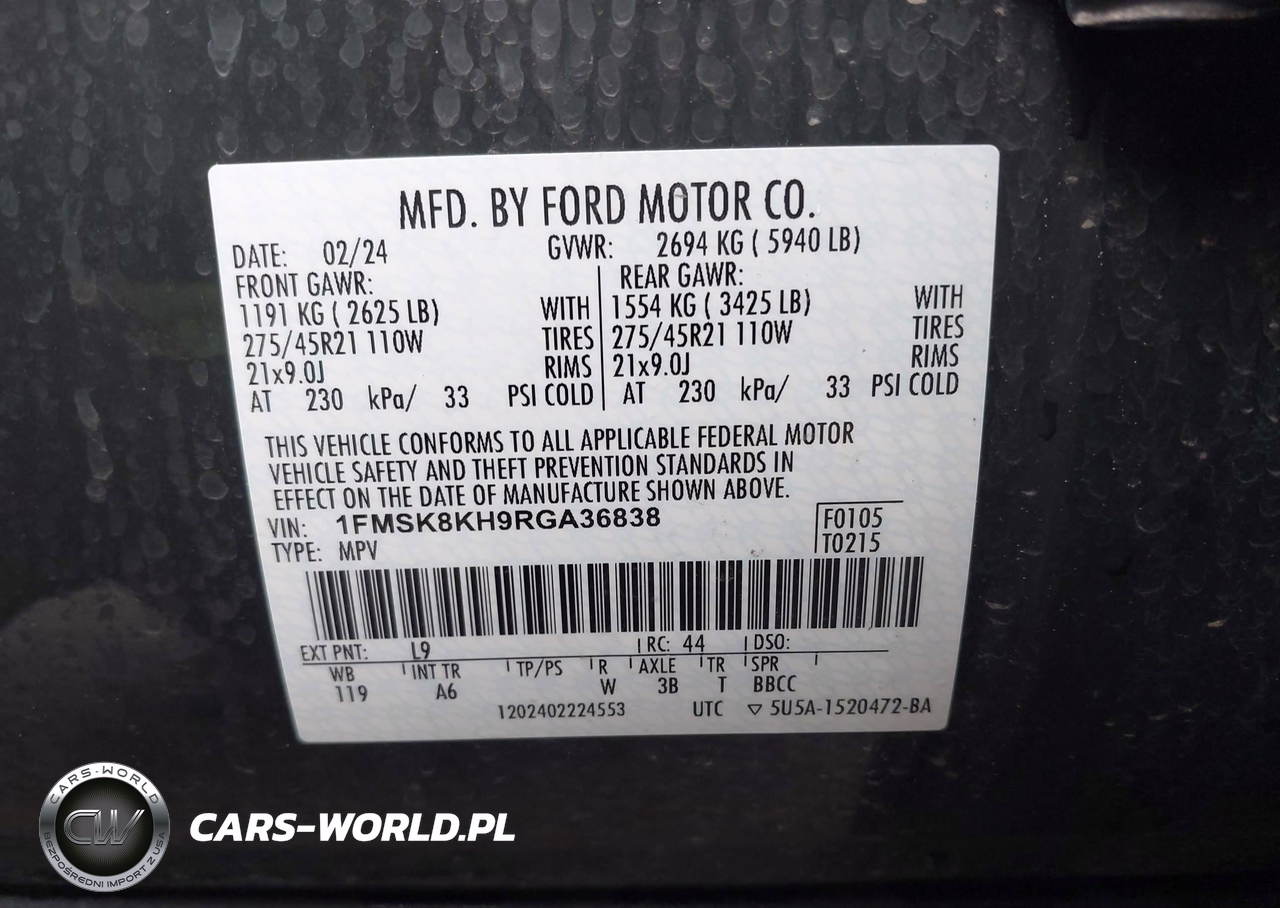 MFD. BY FORD MOTOR CO.
DATE: 02/24 GVWR: 2694 KG ( 5940 LB)
FRONT GAWR: REAR GAWR:
1191 KG ( 2625 LB) WITH 1554 KG ( 3425 LB) WITH
275/45R21 110W TIRES 275/45R21 110W TIRES
21x9.0J RIMS 21x9.0J RIMS
AT 230 kPa/ 33 PSI COLD AT 230 kPa/ 33 PSI COLD
THIS VEHICLE CONFORMS TO ALL APPLICABLE FEDERAL MOTOR
VEHICLE SAFETY AND THEFT PREVENTION STANDARDS IN
EFFECT ON THE DATE OF MANUFACTURE SHOWN ABOVE.
VIN: 1FMSK8KH9RGA36838 F0105
TYPE: MPV T0215
EXT PNT: L9 RC: 44 DSO:
WB INT TR TP/PS R AXLE TR SPR
119 A6 W 3B T BBCC
1202402224553 UTC ▽ 5U5A-1520472-BA
CARS-WORLD
CW
BEZPOŚREDNI IMPORT Z USA
CARS-WORLD.PL